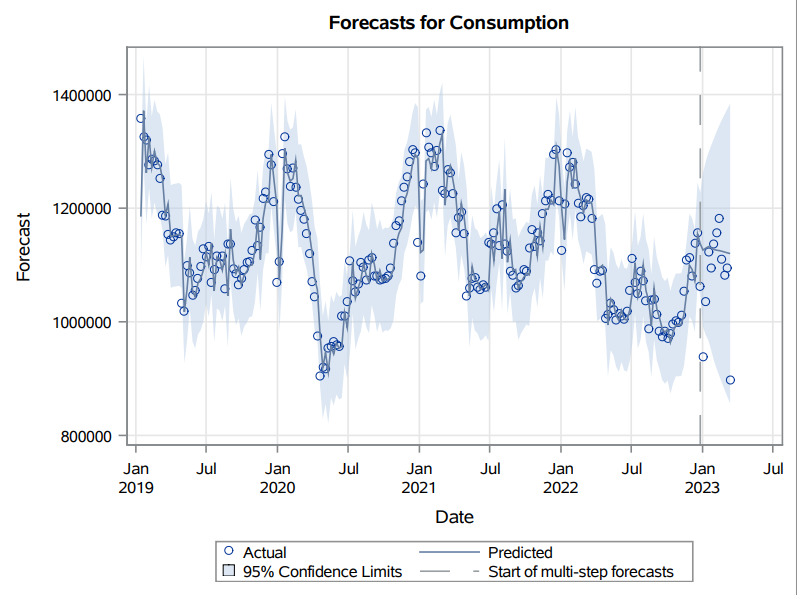 Forecasts for Consumption
Forecast
1400000
1200000
1000000
800000
Jan Jul Jan Jul Jan Jul Jan Jul Jan Jul
2019 2020 2021 2022 2023
Date
Actual Predicted
95% Confidence Limits Start of multi-step forecasts